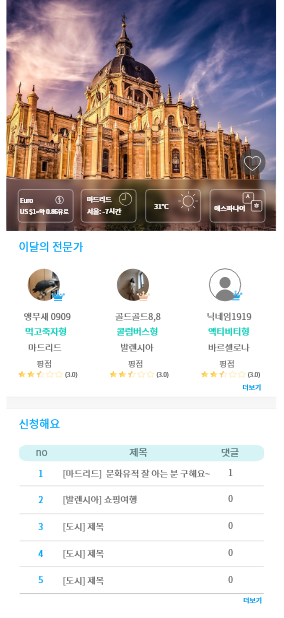 Euro
US $1=약 0.86유로
마드리드
서울: -7시간
31°C
에스파냐어
A
이달의 전문가
앵무새 0909
골드골드8,8
닉네임1919
먹고죽자형
콜럼버스형
액티비티형
마드리드
발렌시아
바르셀로나
평점
평점
평점
(3.0)
(3.0)
(3.0)
더보기
신청해요
no 제목 댓글
1 [마드리드] 문화유적 잘 아는 분 구해요~ 1
2 [발렌시아] 쇼핑여행 0
3 [도시] 제목 0
4 [도시] 제목 0
5 [도시] 제목 0
더보기